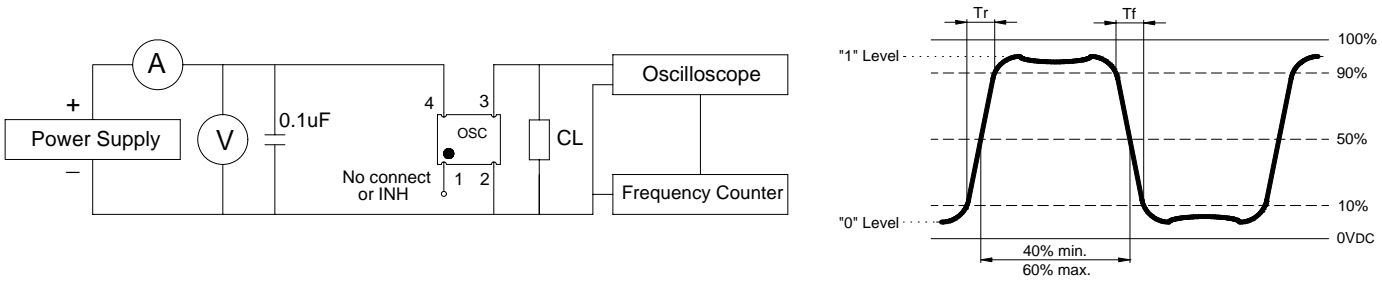 A
+
Power Supply
−
V
0.1uF
4
3
OSC
1
2
No connect
or INH
CL
Oscilloscope
Frequency Counter
Tr
Tf
"1" Level
"0" Level
100%
90%
50%
10%
0VDC
40% min.
60% max.